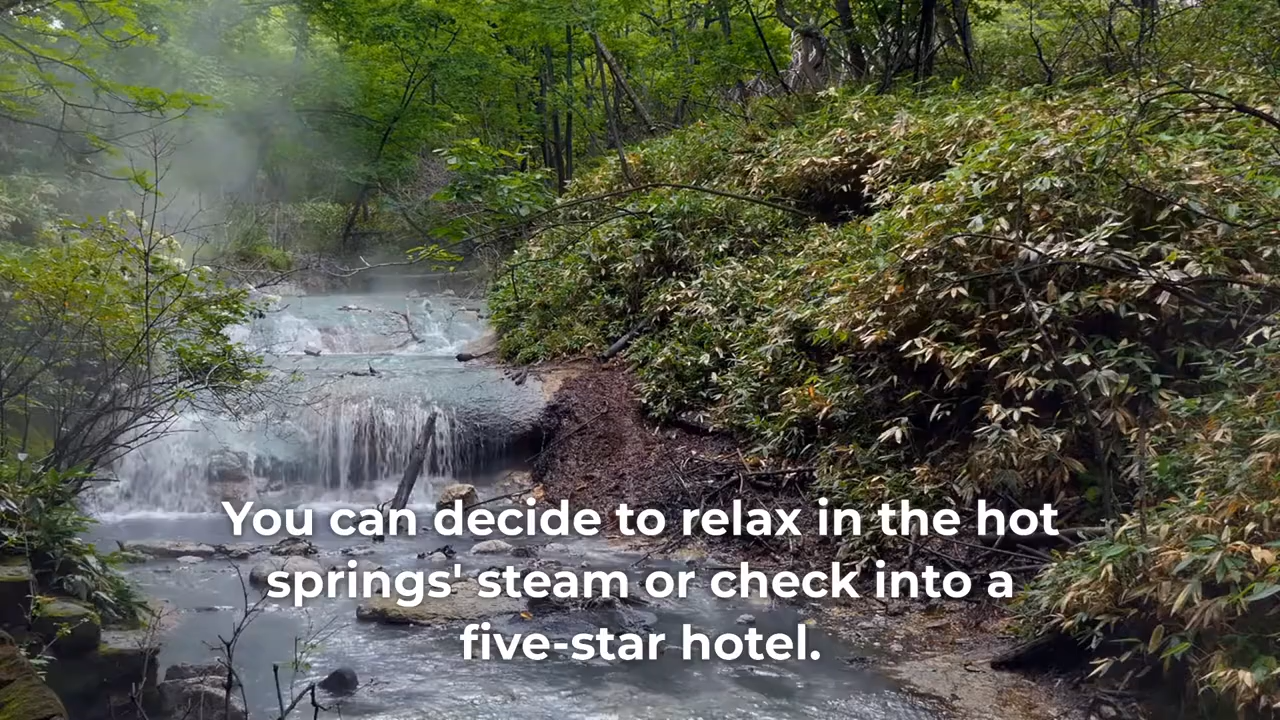 You can decide to relax in the hot
springs' steam or check into a
five-star hotel.